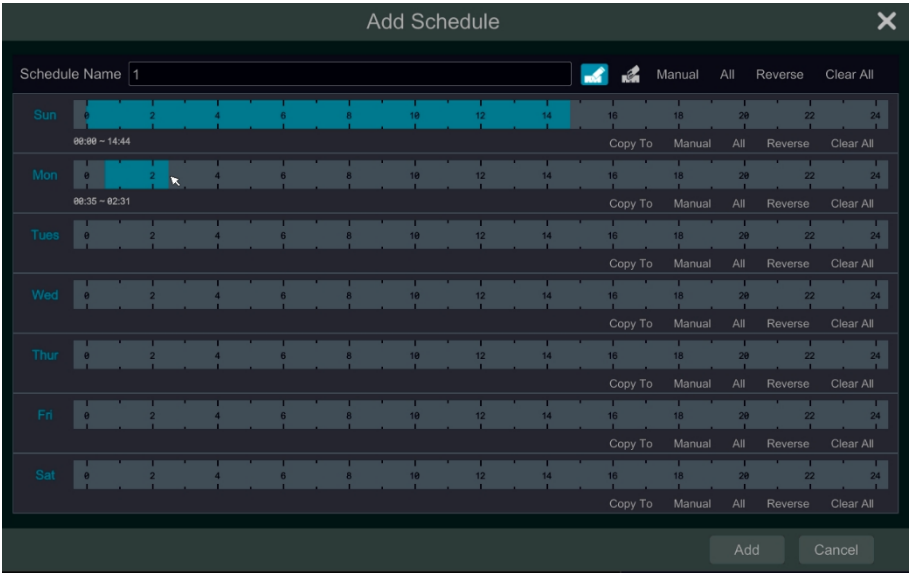 Add Schedule
Schedule Name 1 Manual All Reverse Clear All
Sun 0 2 4 6 8 10 12 14 16 18 20 22 24
00:00 ~ 14:44 Copy To Manual All Reverse Clear All
Mon 0 2 4 6 8 10 12 14 16 18 20 22 24
00:35 ~ 02:31 Copy To Manual All Reverse Clear All
Tues 0 2 4 6 8 10 12 14 16 18 20 22 24
Copy To Manual All Reverse Clear All
Wed 0 2 4 6 8 10 12 14 16 18 20 22 24
Copy To Manual All Reverse Clear All
Thur 0 2 4 6 8 10 12 14 16 18 20 22 24
Copy To Manual All Reverse Clear All
Fri 0 2 4 6 8 10 12 14 16 18 20 22 24
Copy To Manual All Reverse Clear All
Sat 0 2 4 6 8 10 12 14 16 18 20 22 24
Copy To Manual All Reverse Clear All
Add Cancel